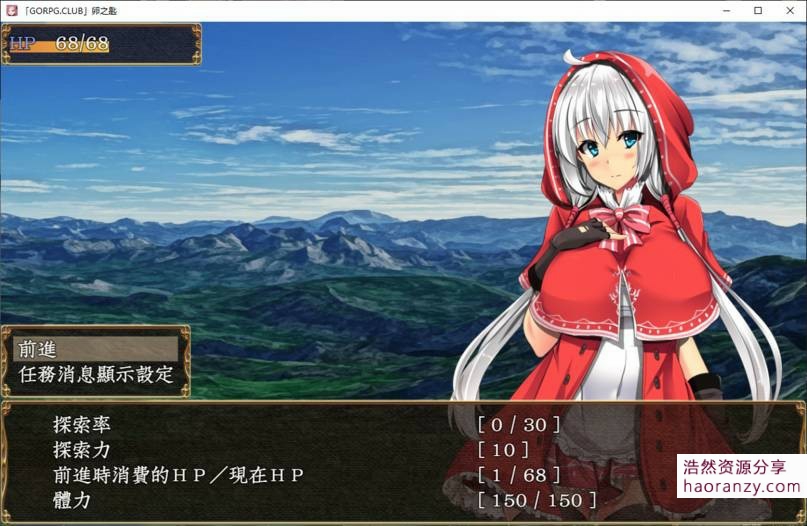 「GORPG.CLUB」师之匙
HP 68/68
前進
任務消息顯示設定
探索率 [ 0 / 30 ]
探索力 [ 10 ]
前進時消費的HP／現在HP [ 1 / 68 ]
體力 [ 150 / 150 ]
浩然资源分享
haoranzy.com